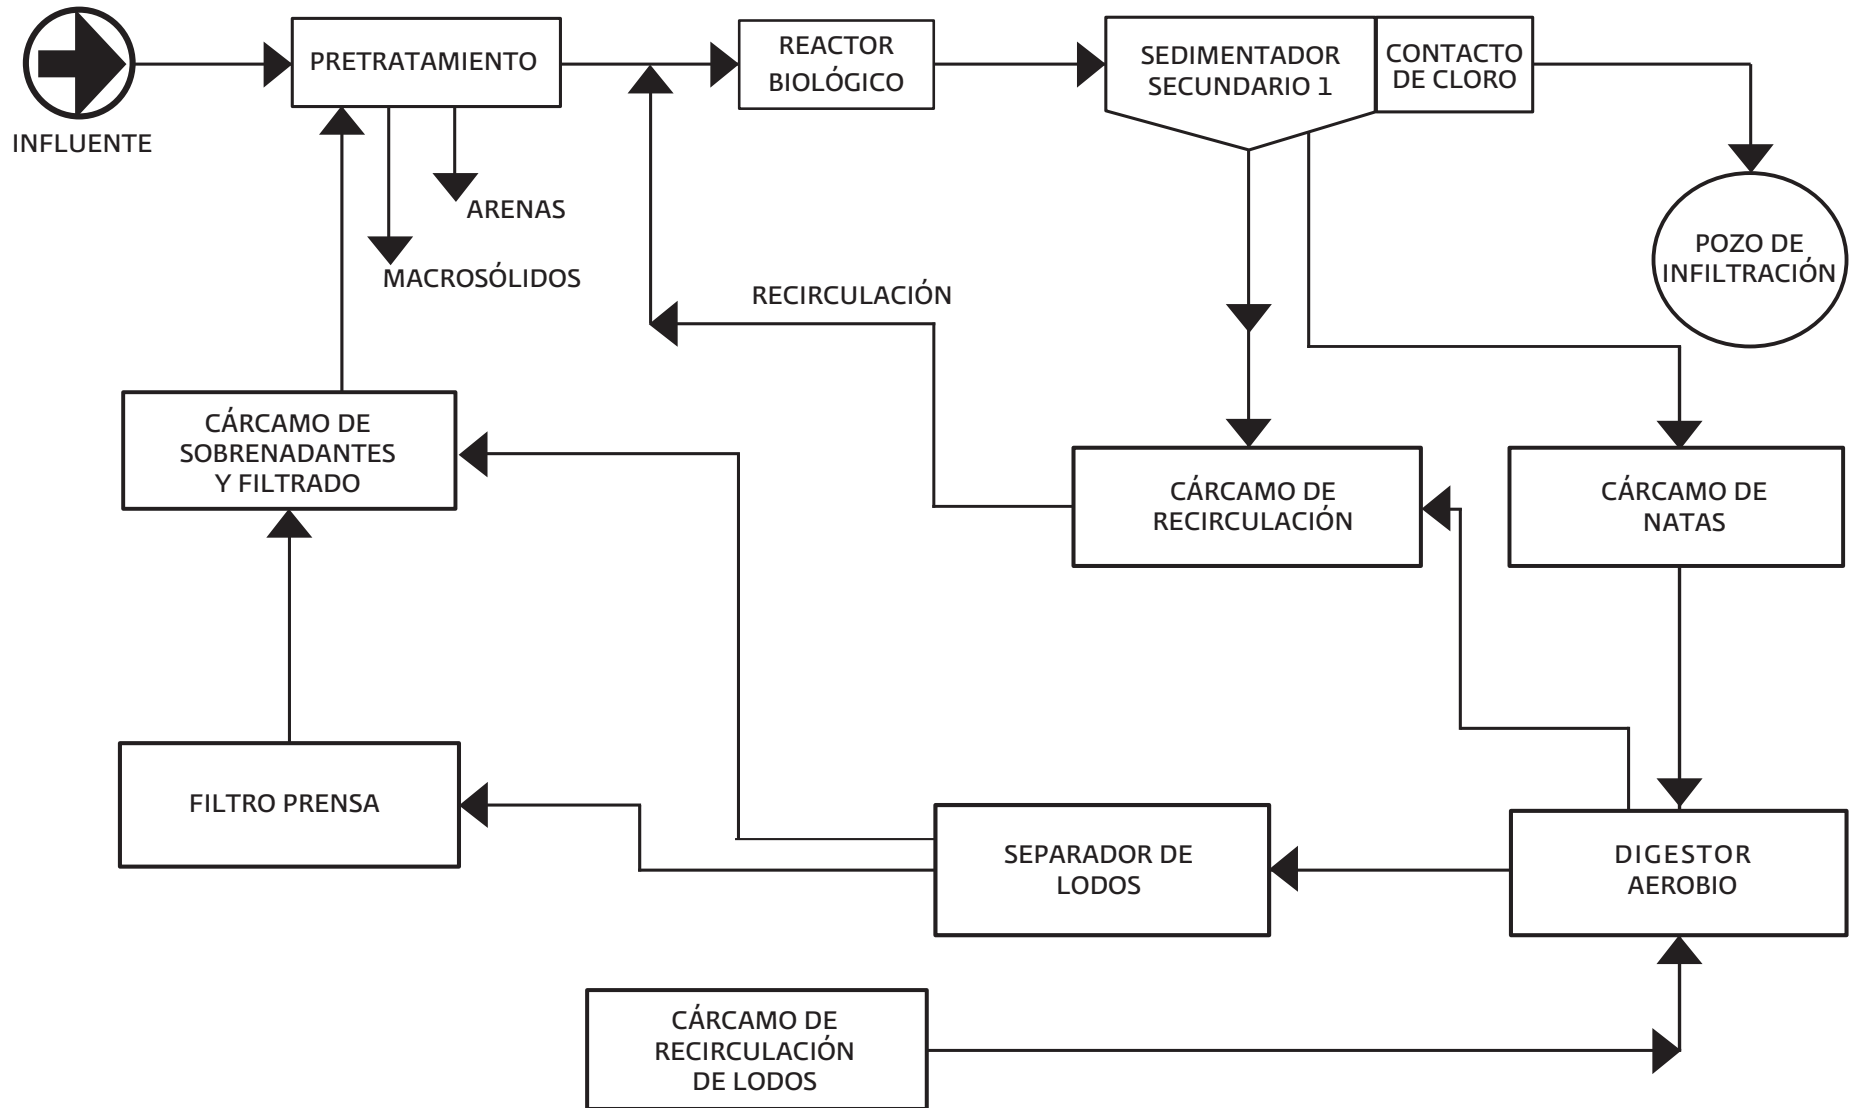 INFLUENTE
PRETRATAMIENTO
REACTOR
BIOLÓGICO
SEDIMENTADOR
SECUNDARIO 1
CONTACTO
DE CLORO
ARENAS
MACROSÓLIDOS
POZO DE
INFILTRACIÓN
RECIRCULACIÓN
CÁRCAMO DE
SOBRENADANTES
Y FILTRADO
CÁRCAMO DE
RECIRCULACIÓN
CÁRCAMO DE
NATAS
FILTRO PRENSA
SEPARADOR DE
LODOS
DIGESTOR
AEROBIO
CÁRCAMO DE
RECIRCULACIÓN
DE LODOS